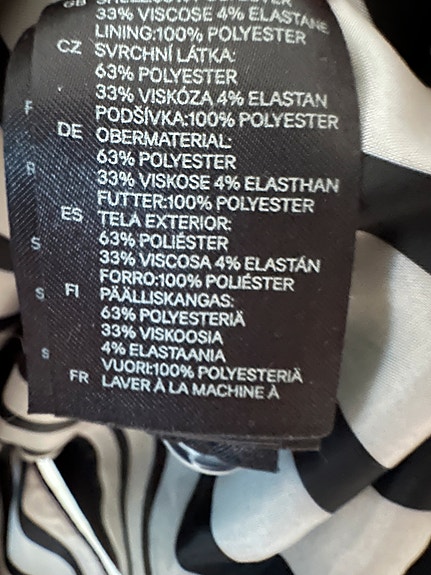 GB
33% VISCOSE 4% ELASTANE
LINING:100% POLYESTER
CZ SVRCHNÍ LÁTKA:
63% POLYESTER
33% VISKÓZA 4% ELASTAN
PODŠÍVKA:100% POLYESTER
DE OBERMATERIAL:
63% POLYESTER
33% VISKOSE 4% ELASTHAN
FUTTER:100% POLYESTER
ES TELA EXTERIOR:
63% POLIÉSTER
33% VISCOSA 4% ELASTÁN
FORRO:100% POLIÉSTER
FI PÄÄLLISKANGAS:
63% POLYESTERIÄ
33% VISKOOSIA
4% ELASTAANIA
VUORI:100% POLYESTERIÄ
FR LAVER À LA MACHINE À